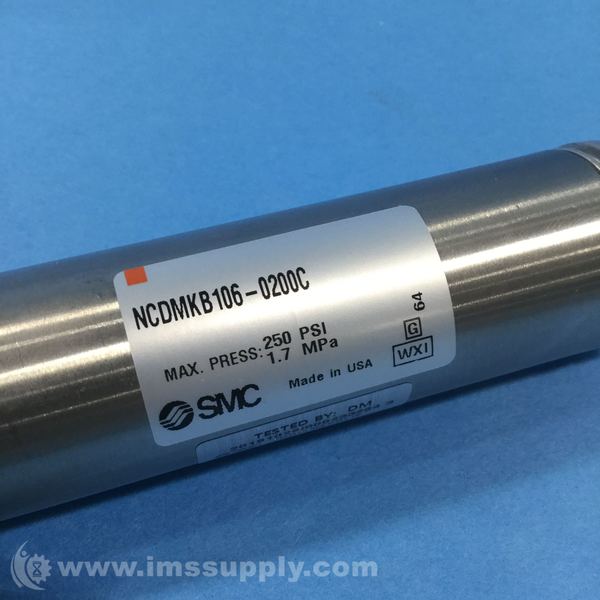 NCDMKB106-0200C
MAX. PRESS: 250 PSI
1.7 MPa
G 64
WXI
Made in USA
SMC
TESTED BY: DM
www.imssupply.com